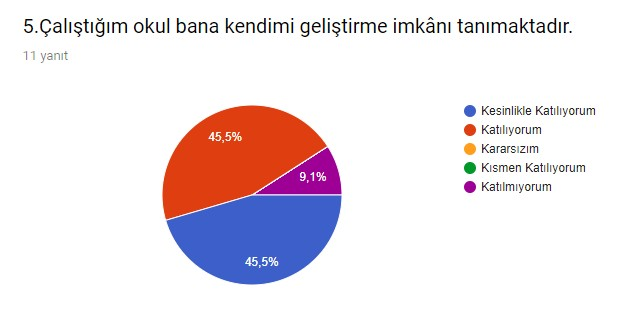 5.Çalıştığım okul bana kendimi geliştirme imkânı tanımaktadır.
11 yanıt
Kesinlikle Katılıyorum
Katılıyorum
Kararsızım
Kısmen Katılıyorum
Katılmıyorum
45,5%
9,1%
45,5%